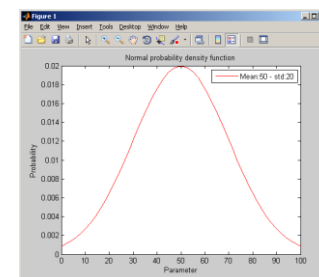 Figure 1
File Edit View Insert Tools Desktop Window Help
Normal probability density function
Mean:50 - std:20
0.02
0.018
0.016
0.014
0.012
0.01
0.008
0.006
0.004
0.002
0
Probability
0 10 20 30 40 50 60 70 80 90 100
Parameter